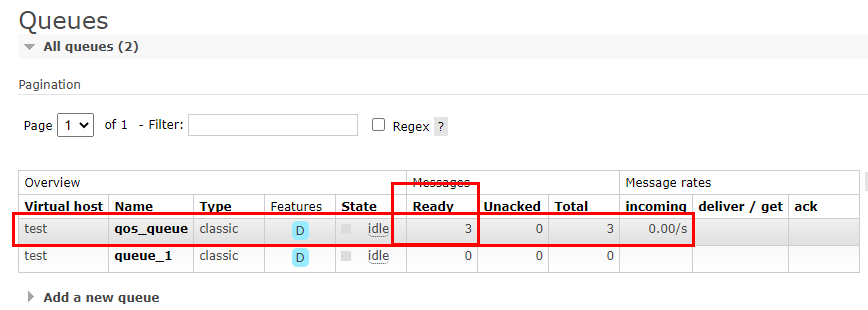 Queues
All queues (2)
Pagination
Page 1 of 1 - Filter: Regex ?
Overview Messages Message rates
Virtual host Name Type Features State Ready Unacked Total incoming deliver / get ack
test qos_queue classic D idle 3 0 3 0.00/s
test queue_1 classic D idle 0 0 0
Add a new queue